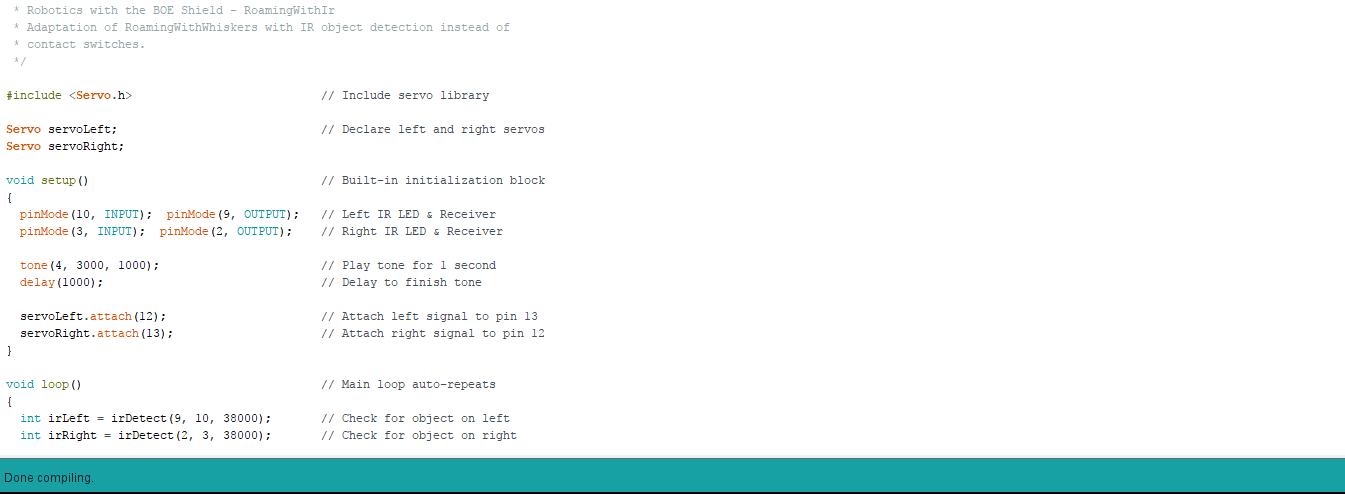 * Robotics with the BOE Shield - RoamingWithIr
* Adaptation of RoamingWithWhiskers with IR object detection instead of
* contact switches.
*/
#include <Servo.h> // Include servo library
Servo servoLeft; // Declare left and right servos
Servo servoRight;
void setup() // Built-in initialization block
{
pinMode(10, INPUT); pinMode(9, OUTPUT); // Left IR LED & Receiver
pinMode(3, INPUT); pinMode(2, OUTPUT); // Right IR LED & Receiver
tone(4, 3000, 1000); // Play tone for 1 second
delay(1000); // Delay to finish tone
servoLeft.attach(12); // Attach left signal to pin 13
servoRight.attach(13); // Attach right signal to pin 12
}
void loop() // Main loop auto-repeats
{
int irLeft = irDetect(9, 10, 38000); // Check for object on left
int irRight = irDetect(2, 3, 38000); // Check for object on right
Done compiling.